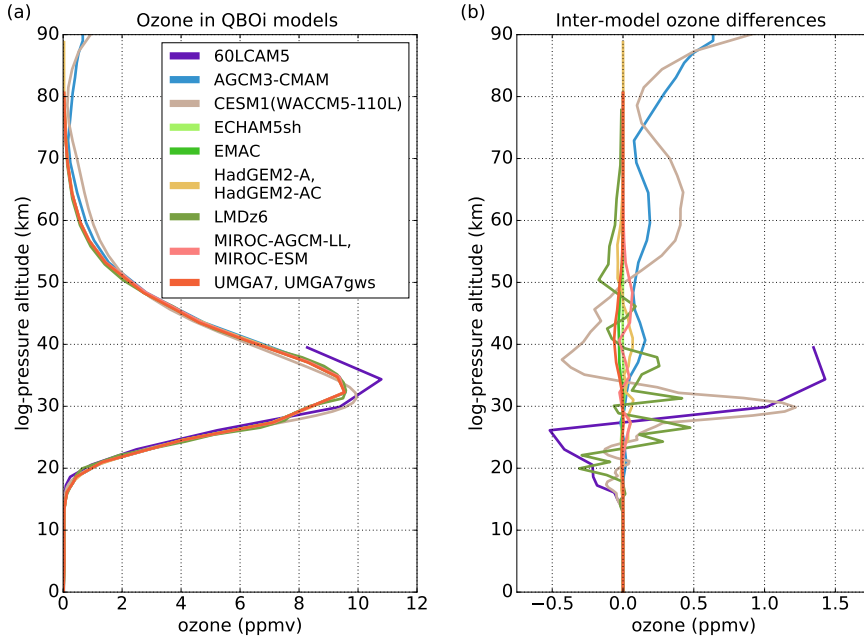 (a)
Ozone in QBOi models
90
80
70
60
50
40
30
20
10
0
log-pressure altitude (km)
0 2 4 6 8 10 12
ozone (ppmv)
60LCAM5
AGCM3-CMAM
CESM1(WACCM5-110L)
ECHAM5sh
EMAC
HadGEM2-A,
HadGEM2-AC
LMDz6
MIROC-AGCM-LL,
MIROC-ESM
UMGA7, UMGA7gws
(b)
Inter-model ozone differences
90
80
70
60
50
40
30
20
10
0
log-pressure altitude (km)
−0.5 0.0 0.5 1.0 1.5
ozone (ppmv)